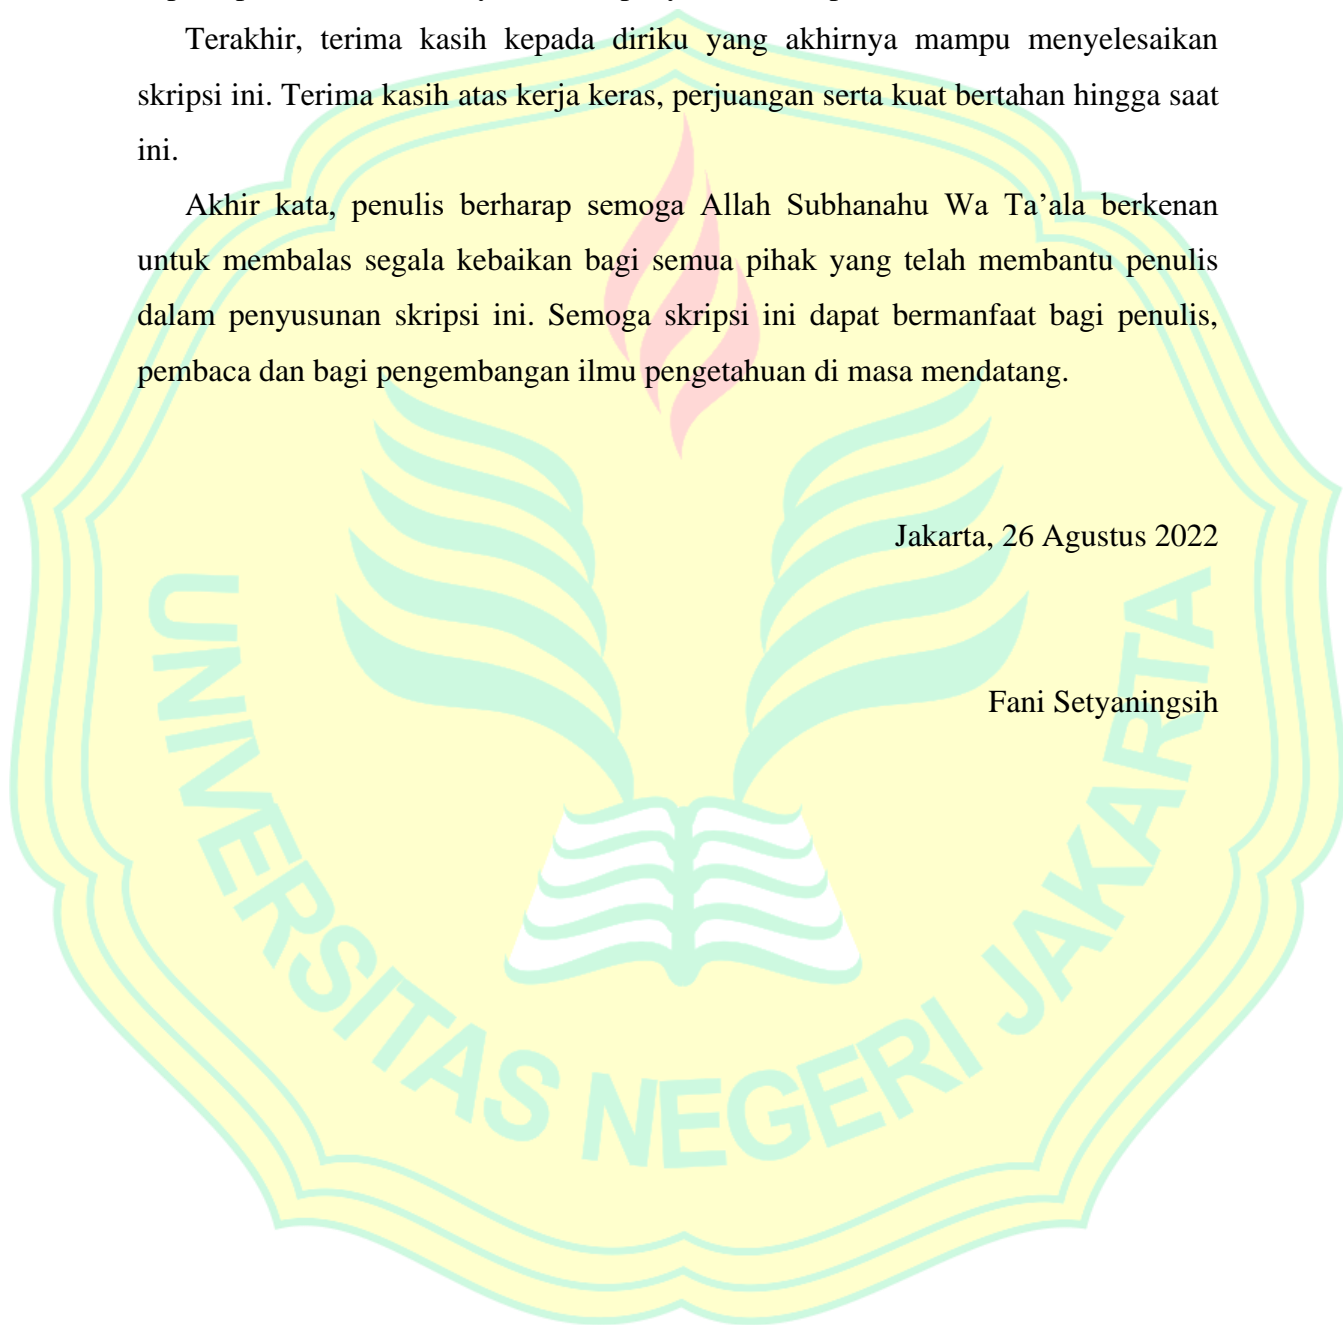 Terakhir, terima kasih kepada diriku yang akhirnya mampu menyelesaikan
skripsi ini. Terima kasih atas kerja keras, perjuangan serta kuat bertahan hingga saat
ini.
Akhir kata, penulis berharap semoga Allah Subhanahu Wa Ta’ala berkenan
untuk membalas segala kebaikan bagi semua pihak yang telah membantu penulis
dalam penyusunan skripsi ini. Semoga skripsi ini dapat bermanfaat bagi penulis,
pembaca dan bagi pengembangan ilmu pengetahuan di masa mendatang.
Jakarta, 26 Agustus 2022
Fani Setyaningsih
UNIVERSITAS NEGERI JAKARTA